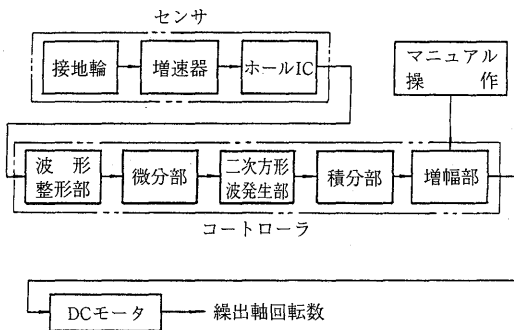 センサ
接地輪
増速器
ホールIC
マニュアル
操作
波形
整形部
微分部
二次方形
波発生部
積分部
増幅部
コントローラ
DCモータ
繰出軸回転数